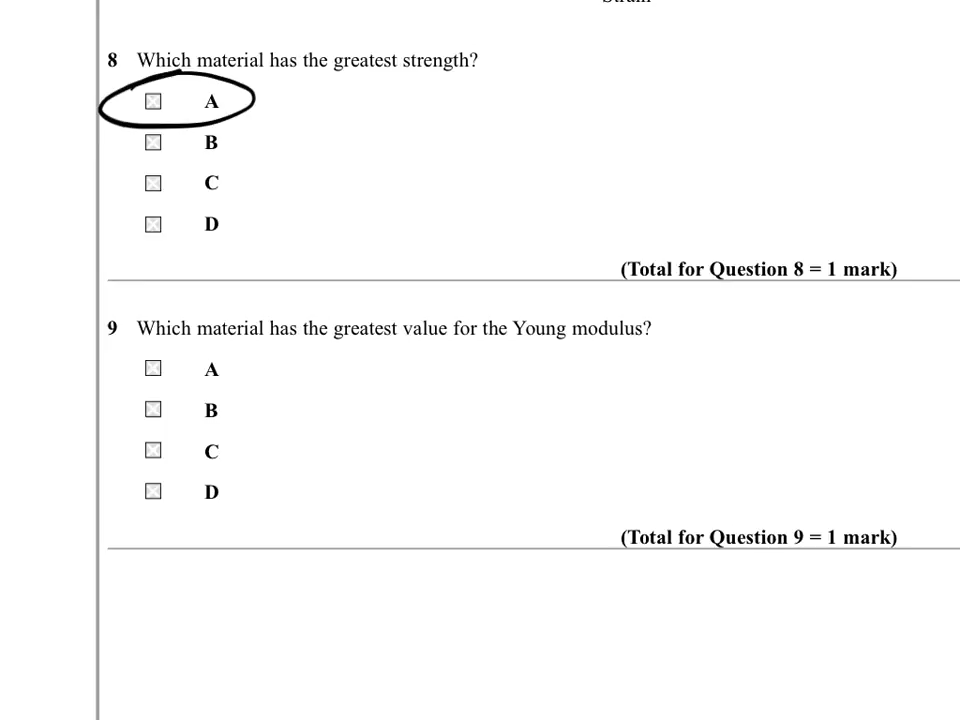 8 Which material has the greatest strength?
A
B
C
D
(Total for Question 8 = 1 mark)
9 Which material has the greatest value for the Young modulus?
A
B
C
D
(Total for Question 9 = 1 mark)